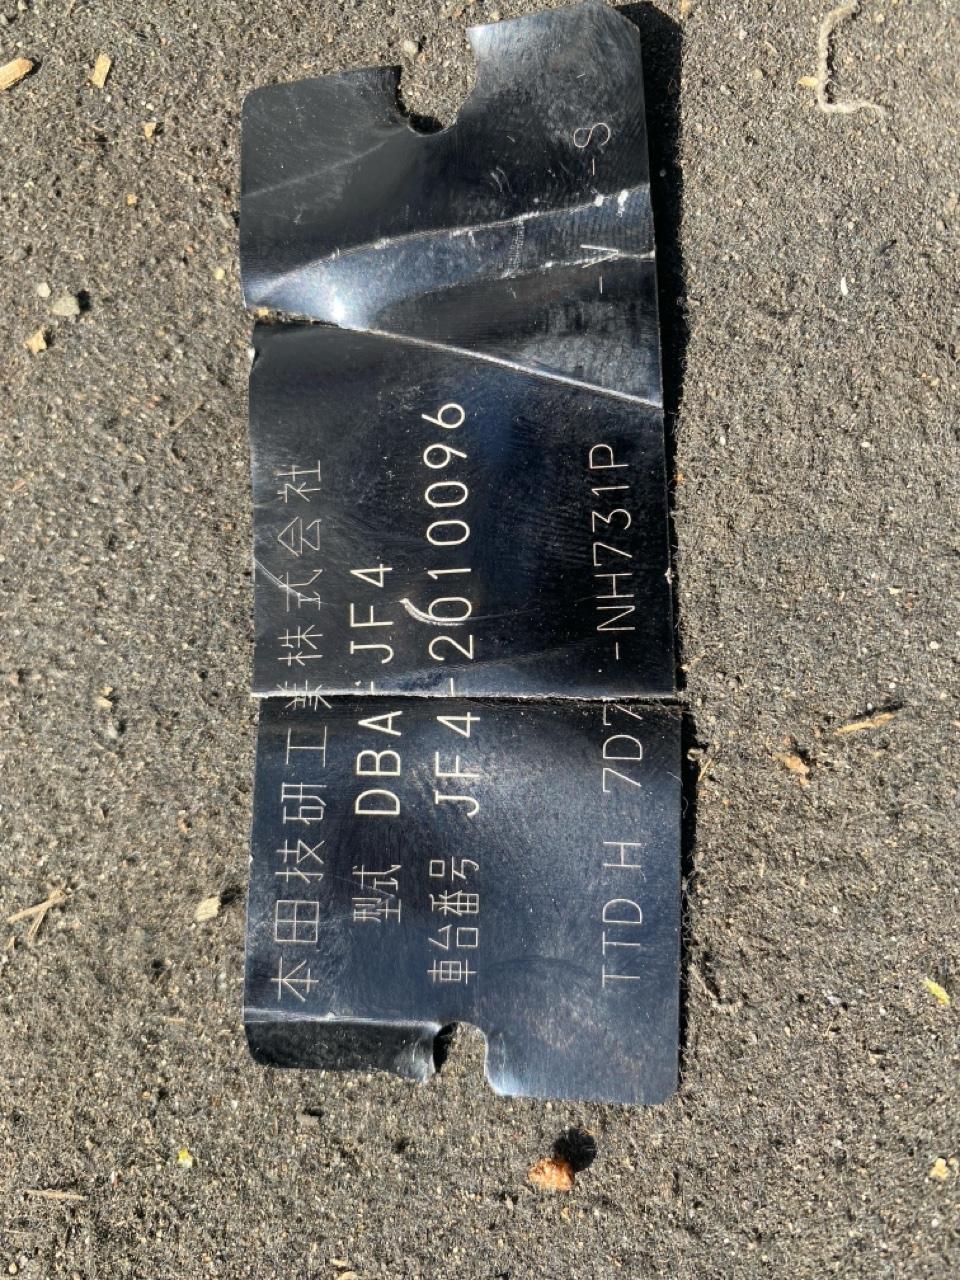 本田技研工業株式会社
型式 DBA-JF4
車台番号 JF4-2010096
TTD H 7D7 -NH731P - -S